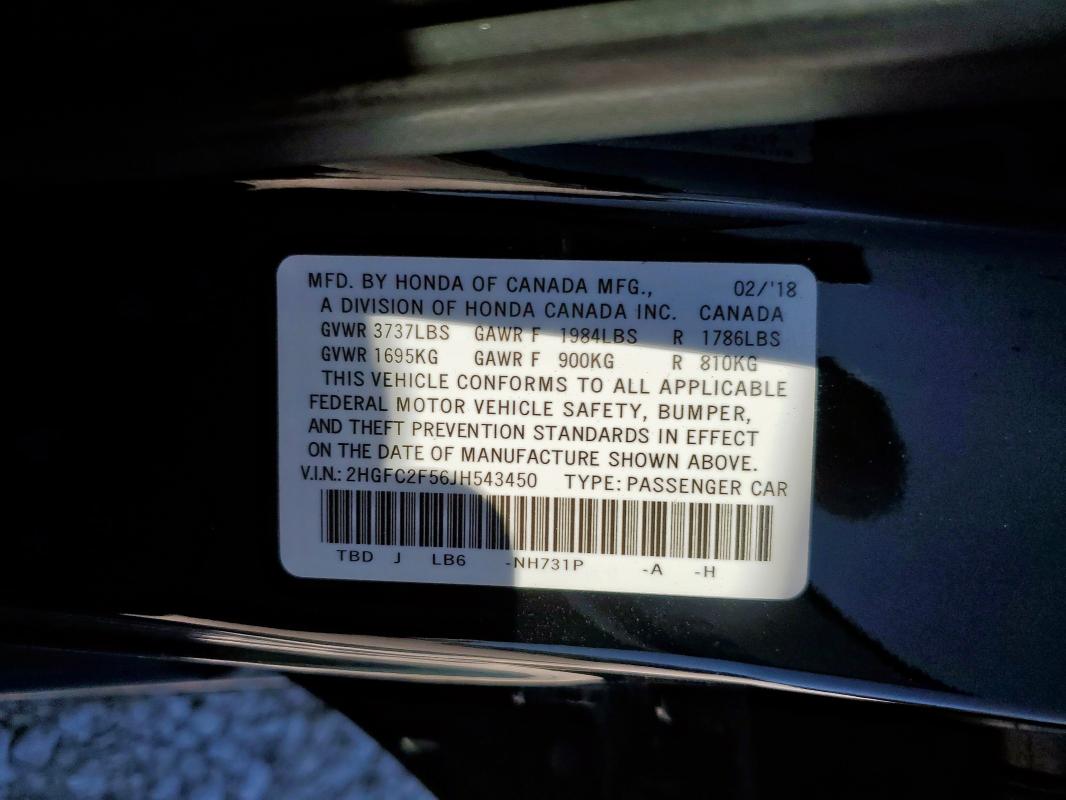 MFD. BY HONDA OF CANADA MFG., 02/'18
A DIVISION OF HONDA CANADA INC. CANADA
GVWR 3737LBS GAWR F 1984LBS R 1786LBS
GVWR 1695KG GAWR F 900KG R 810KG
THIS VEHICLE CONFORMS TO ALL APPLICABLE
FEDERAL MOTOR VEHICLE SAFETY, BUMPER,
AND THEFT PREVENTION STANDARDS IN EFFECT
ON THE DATE OF MANUFACTURE SHOWN ABOVE.
V.I.N.: 2HGFC2F56JH543450 TYPE: PASSENGER CAR
TBD J LB6 -NH731P -A -H